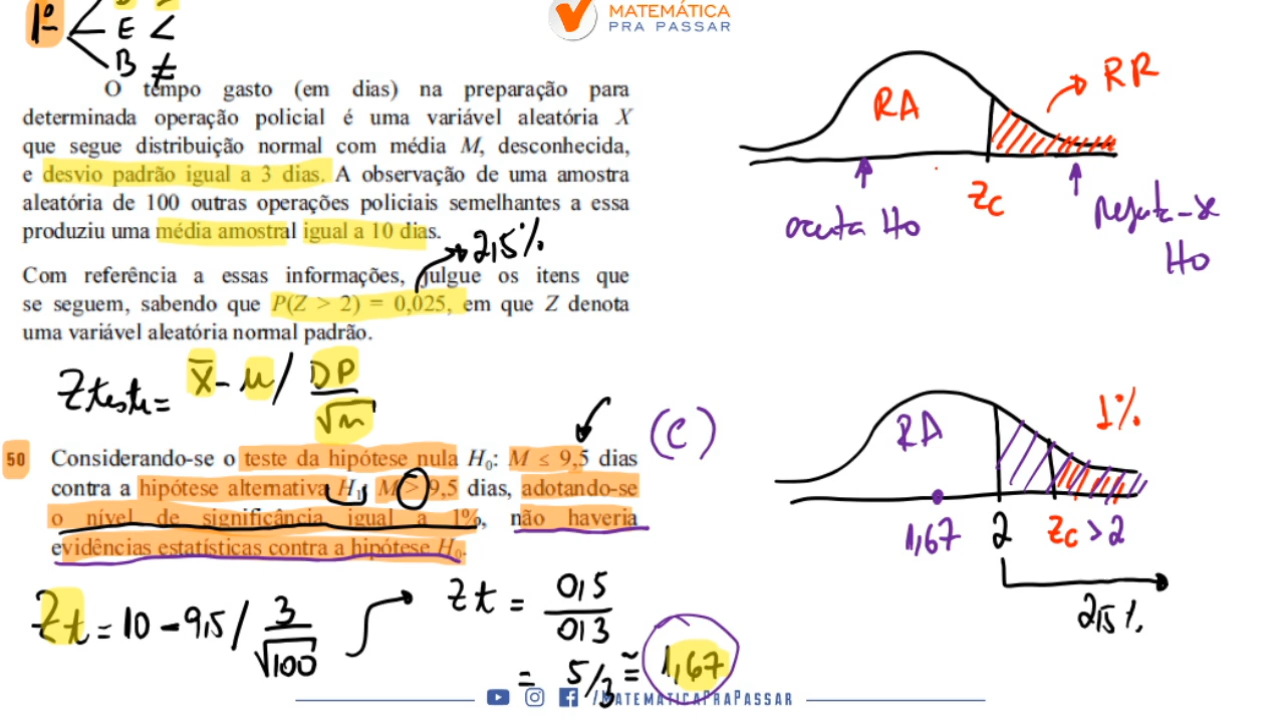 MATEMÁTICA
PRA PASSAR
1º
E <
B ≠
O tempo gasto (em dias) na preparação para
determinada operação policial é uma variável aleatória X
que segue distribuição normal com média M, desconhecida,
e desvio padrão igual a 3 dias. A observação de uma amostra
aleatória de 100 outras operações policiais semelhantes a essa
produziu uma média amostral igual a 10 dias.
2,5%
Com referência a essas informações, julgue os itens que
se seguem, sabendo que P(Z > 2) = 0,025, em que Z denota
uma variável aleatória normal padrão.
Zteste = X̄ - μ / DP
√n
50 Considerando-se o teste da hipótese nula H₀: M ≤ 9,5 dias
contra a hipótese alternativa H₁: M > 9,5 dias, adotando-se
o nível de significância igual a 1%, não haveria
evidências estatísticas contra a hipótese H₀.
(C)
Zt = 10 - 9,5 / 3
√100
Zt = 0,5
0,3
= 5/3 ≅ 1,67
RA
RR
Zc
aceita H0
rejeita-se
H0
RA
1%
1,67 2 Zc > 2
2,5%
/MATEMATICAPRAPASSAR